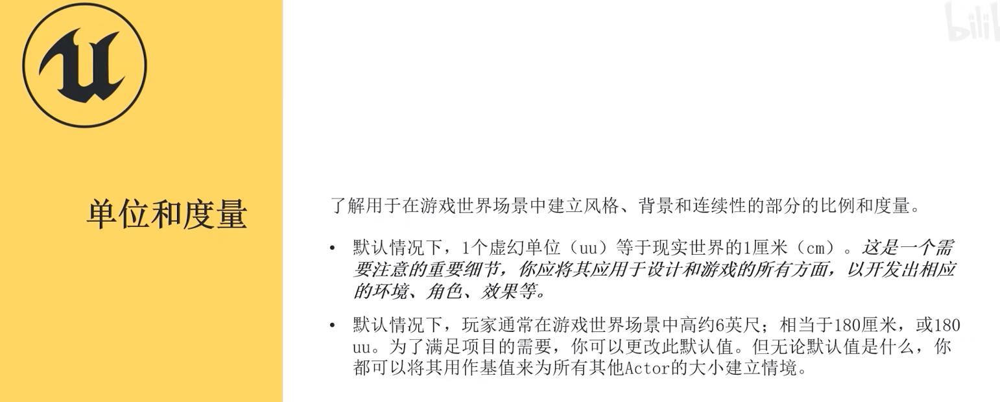 单位和度量
了解用于在游戏世界场景中建立风格、背景和连续性的部分的比例和度量。
• 默认情况下，1个虚幻单位（uu）等于现实世界的1厘米（cm）。这是一个需
要注意的重要细节，你应将其应用于设计和游戏的所有方面，以开发出相应
的环境、角色、效果等。
• 默认情况下，玩家通常在游戏世界场景中高约6英尺；相当于180厘米，或180
uu。为了满足项目的需要，你可以更改此默认值。但无论默认值是什么，你
都可以将其用作基值来为所有其他Actor的大小建立情境。